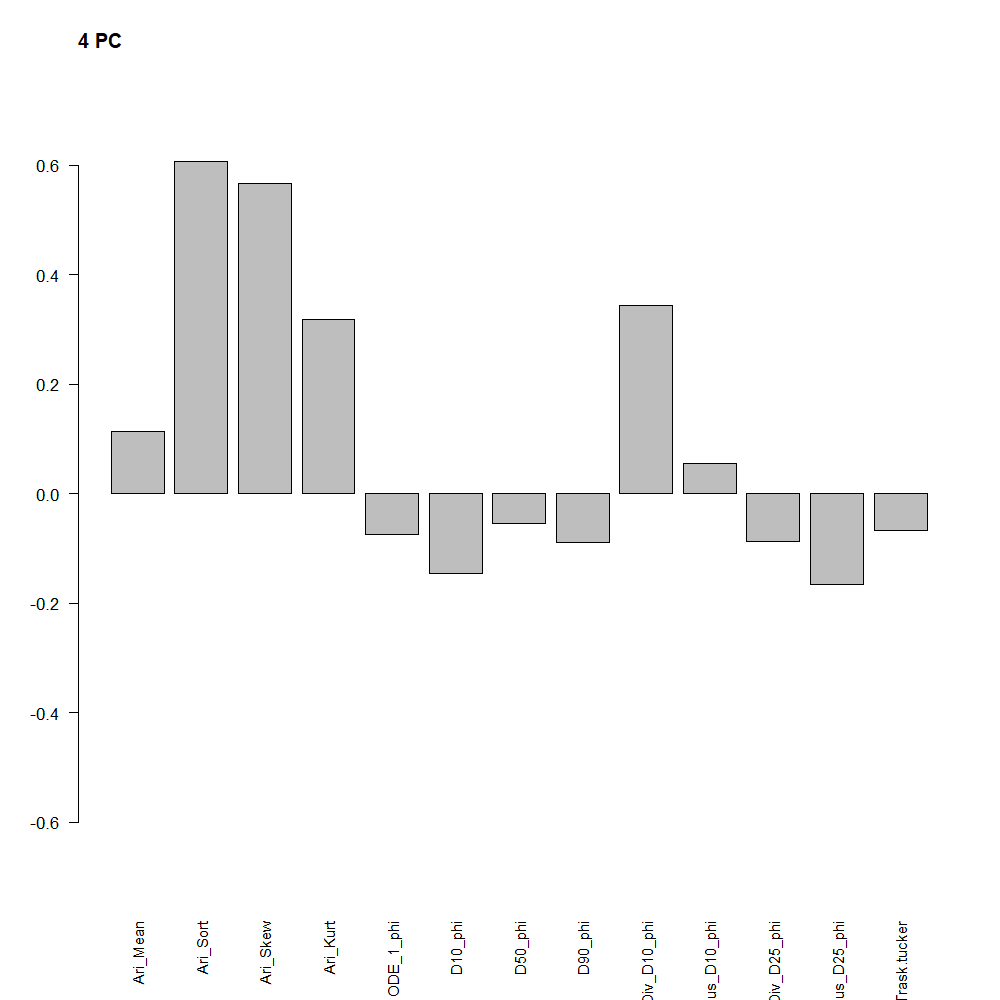 4 PC
0.6
0.4
0.2
0.0
-0.2
-0.4
-0.6
Ari_Mean
Ari_Sort
Ari_Skew
Ari_Kurt
ODE_1_phi
D10_phi
D50_phi
D90_phi
Div_D10_phi
us_D10_phi
Div_D25_phi
us_D25_phi
Trask.tucker